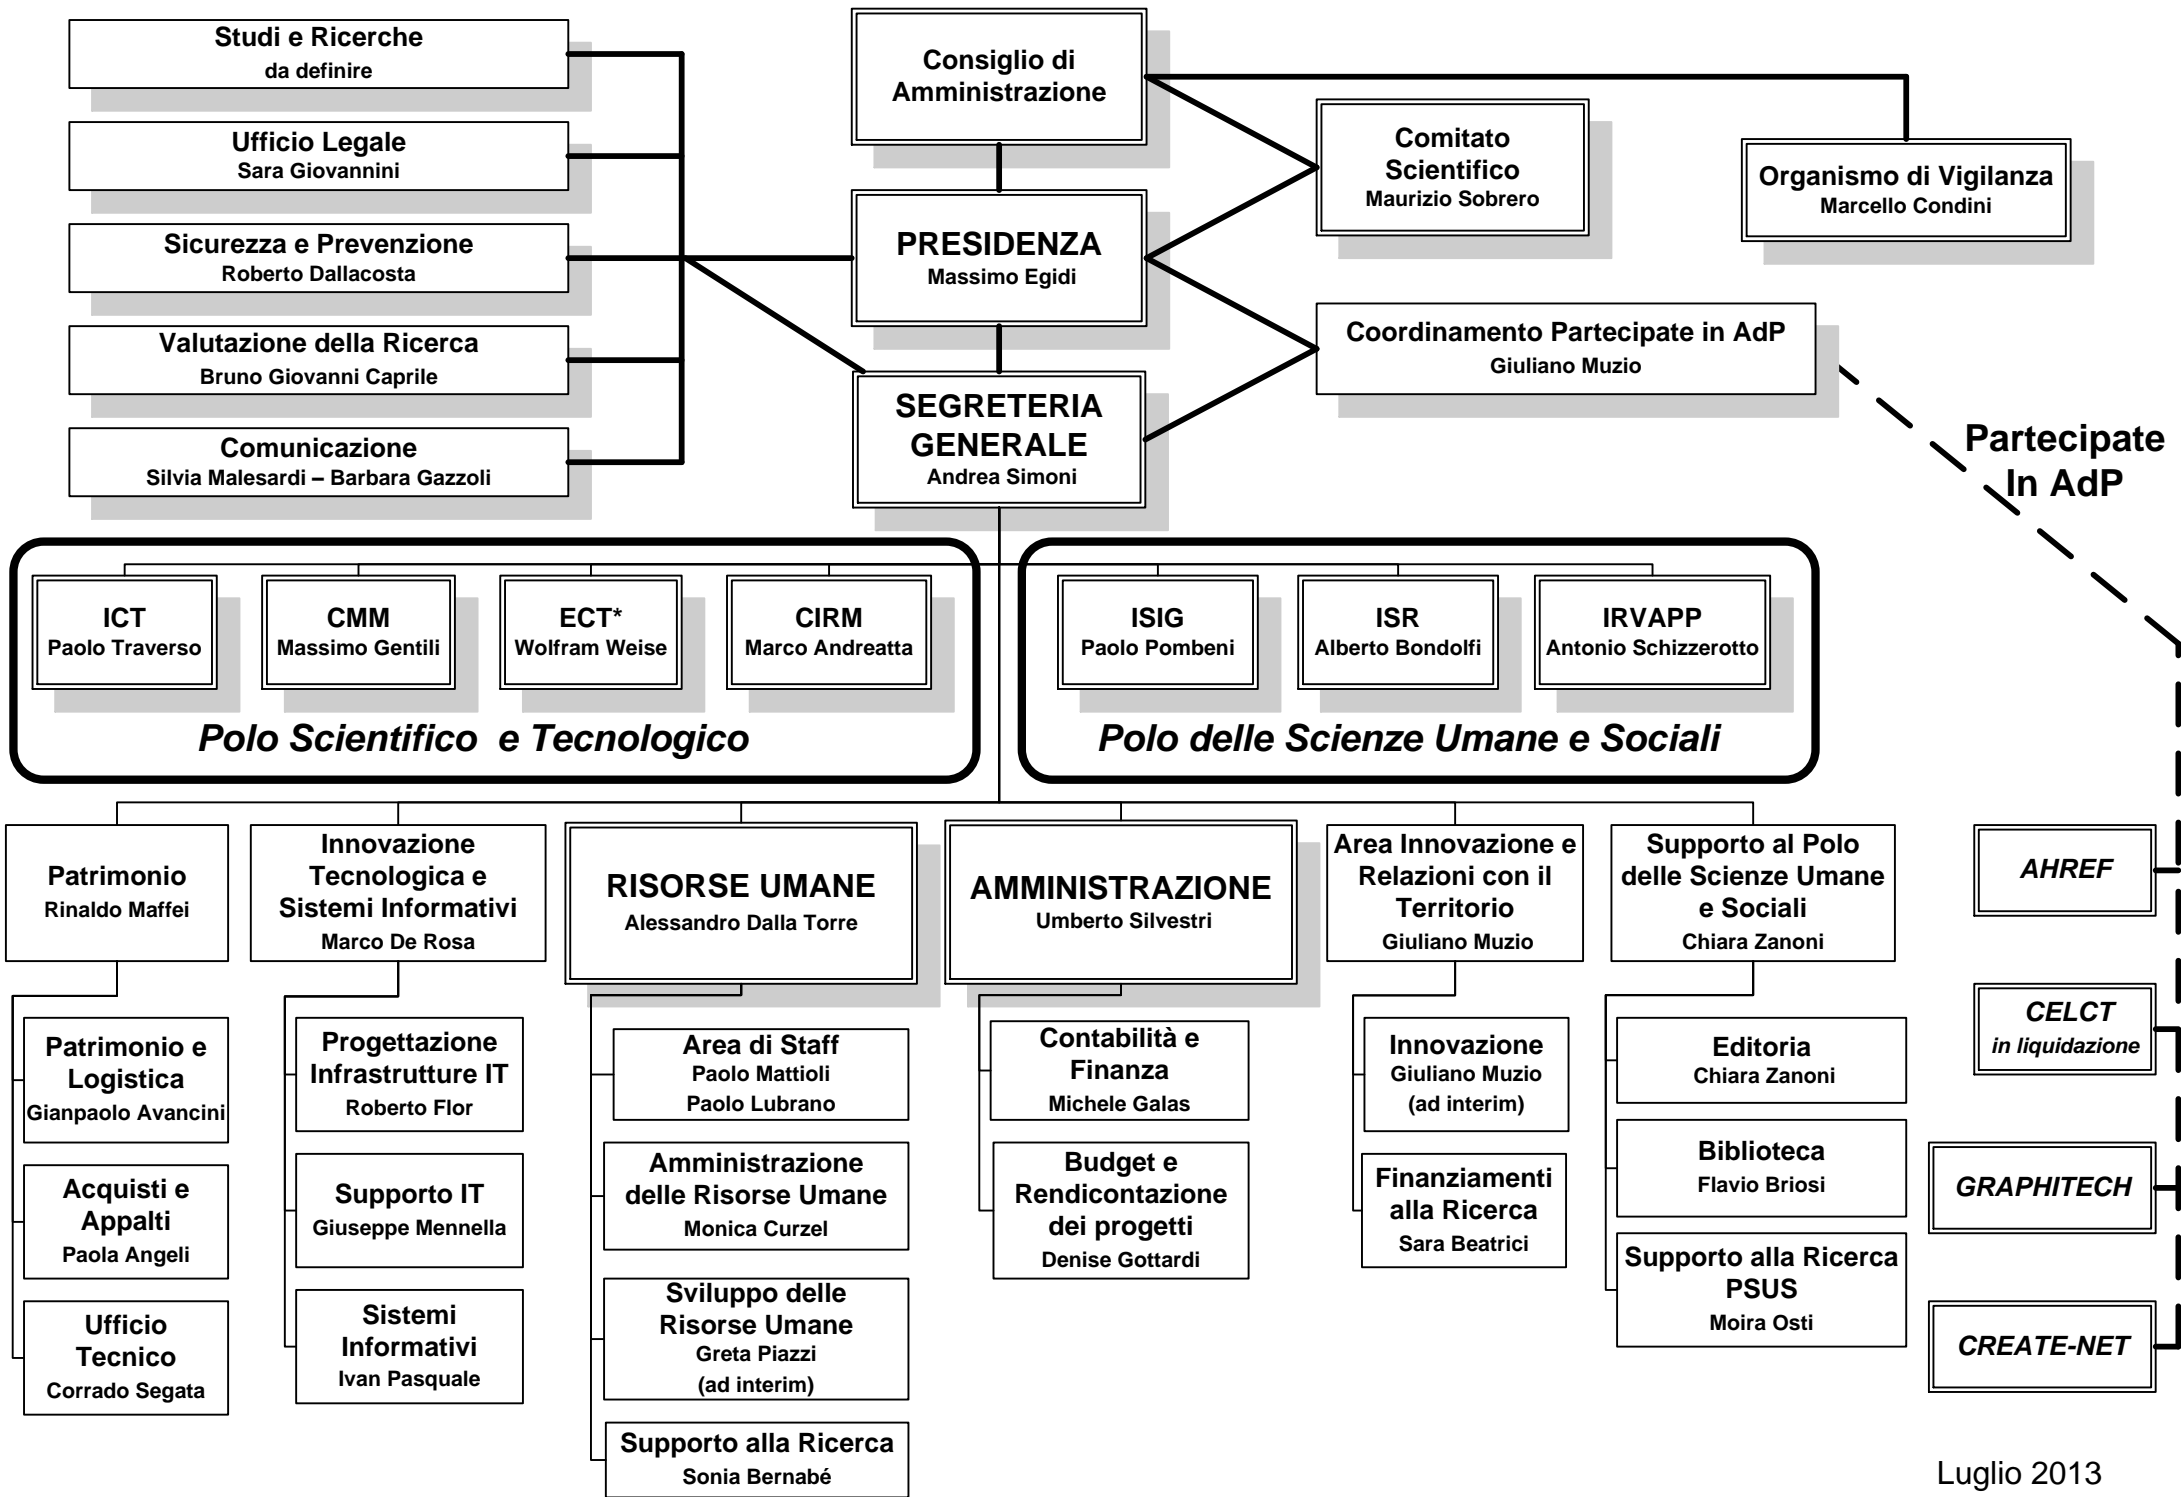 Studi e Ricerche
da definire
Ufficio Legale
Sara Giovannini
Sicurezza e Prevenzione
Roberto Dallacosta
Valutazione della Ricerca
Bruno Giovanni Caprile
Comunicazione
Silvia Malesardi – Barbara Gazzoli
Consiglio di
Amministrazione
PRESIDENZA
Massimo Egidi
SEGRETERIA
GENERALE
Andrea Simoni
Comitato
Scientifico
Maurizio Sobrero
Organismo di Vigilanza
Marcello Condini
Coordinamento Partecipate in AdP
Giuliano Muzio
Partecipate
In AdP
ICT
Paolo Traverso
CMM
Massimo Gentili
ECT*
Wolfram Weise
CIRM
Marco Andreatta
Polo Scientifico e Tecnologico
ISIG
Paolo Pombeni
ISR
Alberto Bondolfi
IRVAPP
Antonio Schizzerotto
Polo delle Scienze Umane e Sociali
Patrimonio
Rinaldo Maffei
Patrimonio e
Logistica
Gianpaolo Avancini
Acquisti e
Appalti
Paola Angeli
Ufficio
Tecnico
Corrado Segata
Innovazione
Tecnologica e
Sistemi Informativi
Marco De Rosa
Progettazione
Infrastrutture IT
Roberto Flor
Supporto IT
Giuseppe Mennella
Sistemi
Informativi
Ivan Pasquale
RISORSE UMANE
Alessandro Dalla Torre
Area di Staff
Paolo Mattioli
Paolo Lubrano
Amministrazione
delle Risorse Umane
Monica Curzel
Sviluppo delle
Risorse Umane
Greta Piazzi
(ad interim)
Supporto alla Ricerca
Sonia Bernabé
AMMINISTRAZIONE
Umberto Silvestri
Contabilità e
Finanza
Michele Galas
Budget e
Rendicontazione
dei progetti
Denise Gottardi
Area Innovazione e
Relazioni con il
Territorio
Giuliano Muzio
Innovazione
Giuliano Muzio
(ad interim)
Finanziamenti
alla Ricerca
Sara Beatrici
Supporto al Polo
delle Scienze Umane
e Sociali
Chiara Zanoni
Editoria
Chiara Zanoni
Biblioteca
Flavio Briosi
Supporto alla Ricerca
PSUS
Moira Osti
AHREF
CELCT
in liquidazione
GRAPHITECH
CREATE-NET
Luglio 2013